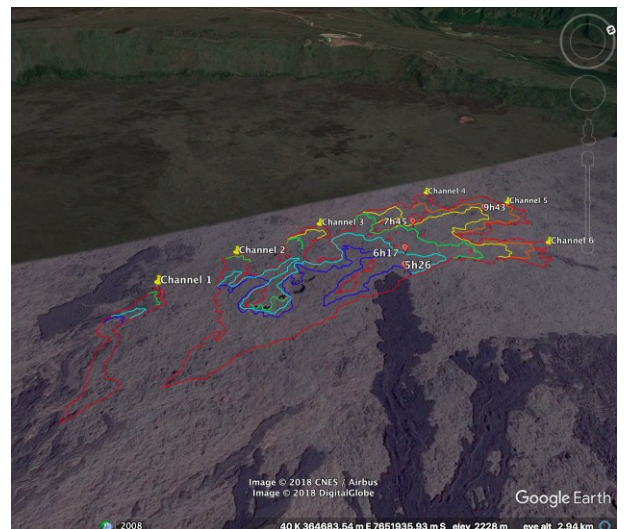 Channel 4
Channel 5
9h43
7h45
Channel 3
Channel 6
6h17
Channel 2
5h26
Channel 1
Image © 2018 CNES / Airbus
Image © 2018 DigitalGlobe
Google Earth
2008
40 K 364683.54 m E 7651935.93 m S elev 2228 m eye alt 2.94 km